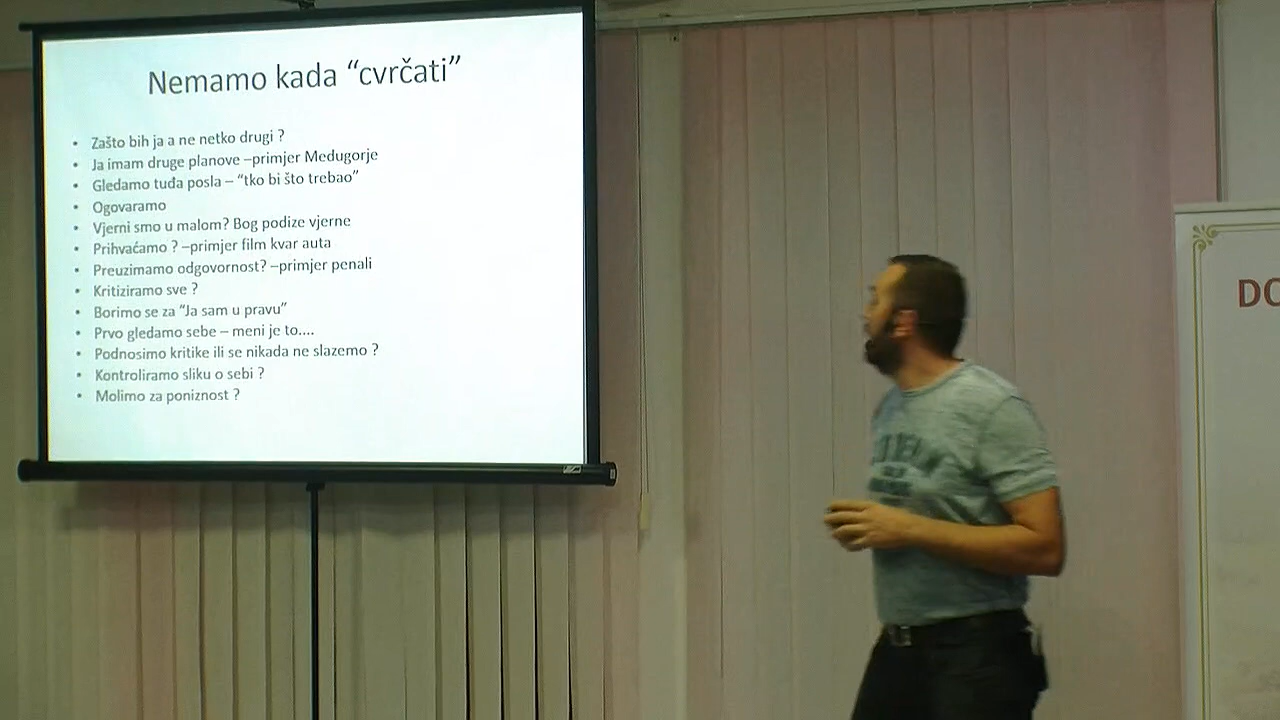 Nemamo kada “cvrčati”
• Zašto bih ja a ne netko drugi ?
• Ja imam druge planove –primjer Međugorje
• Gledamo tuđa posla – “tko bi što trebao”
• Ogovaramo
• Vjerni smo u malom? Bog podize vjerne
• Prihvaćamo ? –primjer film kvar auta
• Preuzimamo odgovornost? –primjer penali
• Kritiziramo sve ?
• Borimo se za “Ja sam u pravu”
• Prvo gledamo sebe – meni je to....
• Podnosimo kritike ili se nikada ne slazemo ?
• Kontroliramo sliku o sebi ?
• Molimo za poniznost ?
DO